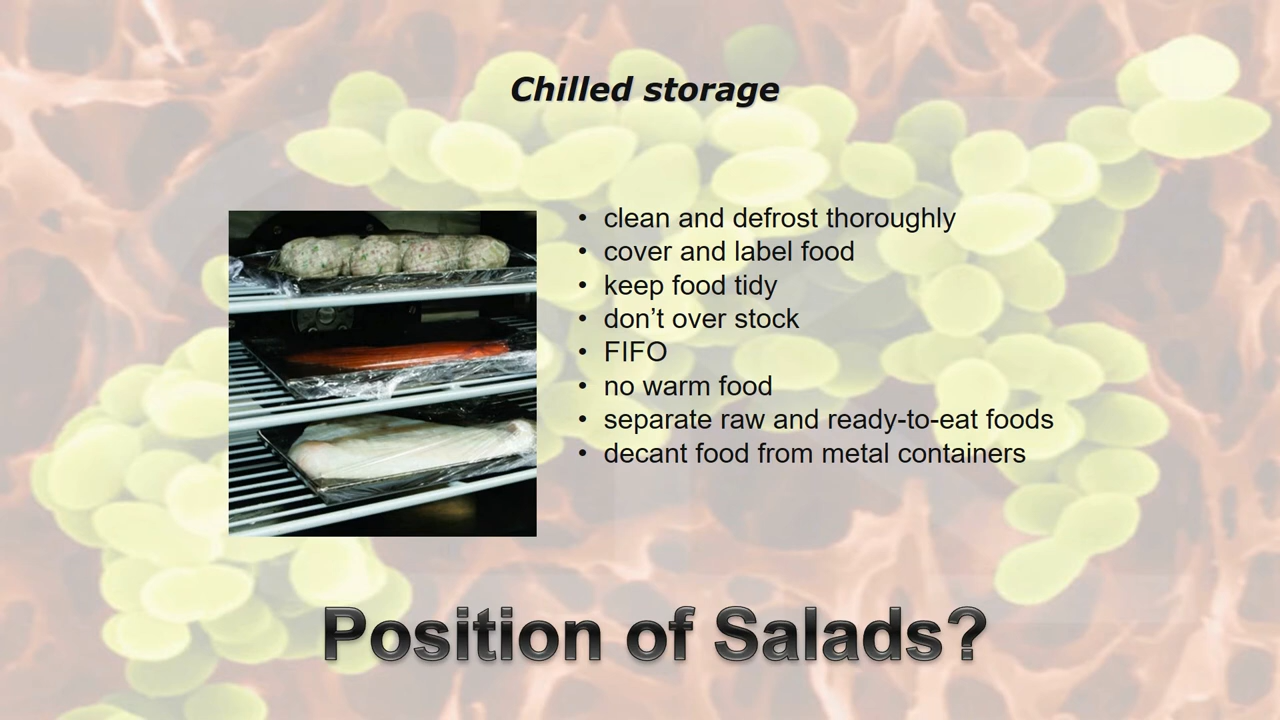 Chilled storage
• clean and defrost thoroughly
• cover and label food
• keep food tidy
• don’t over stock
• FIFO
• no warm food
• separate raw and ready-to-eat foods
• decant food from metal containers
Position of Salads?